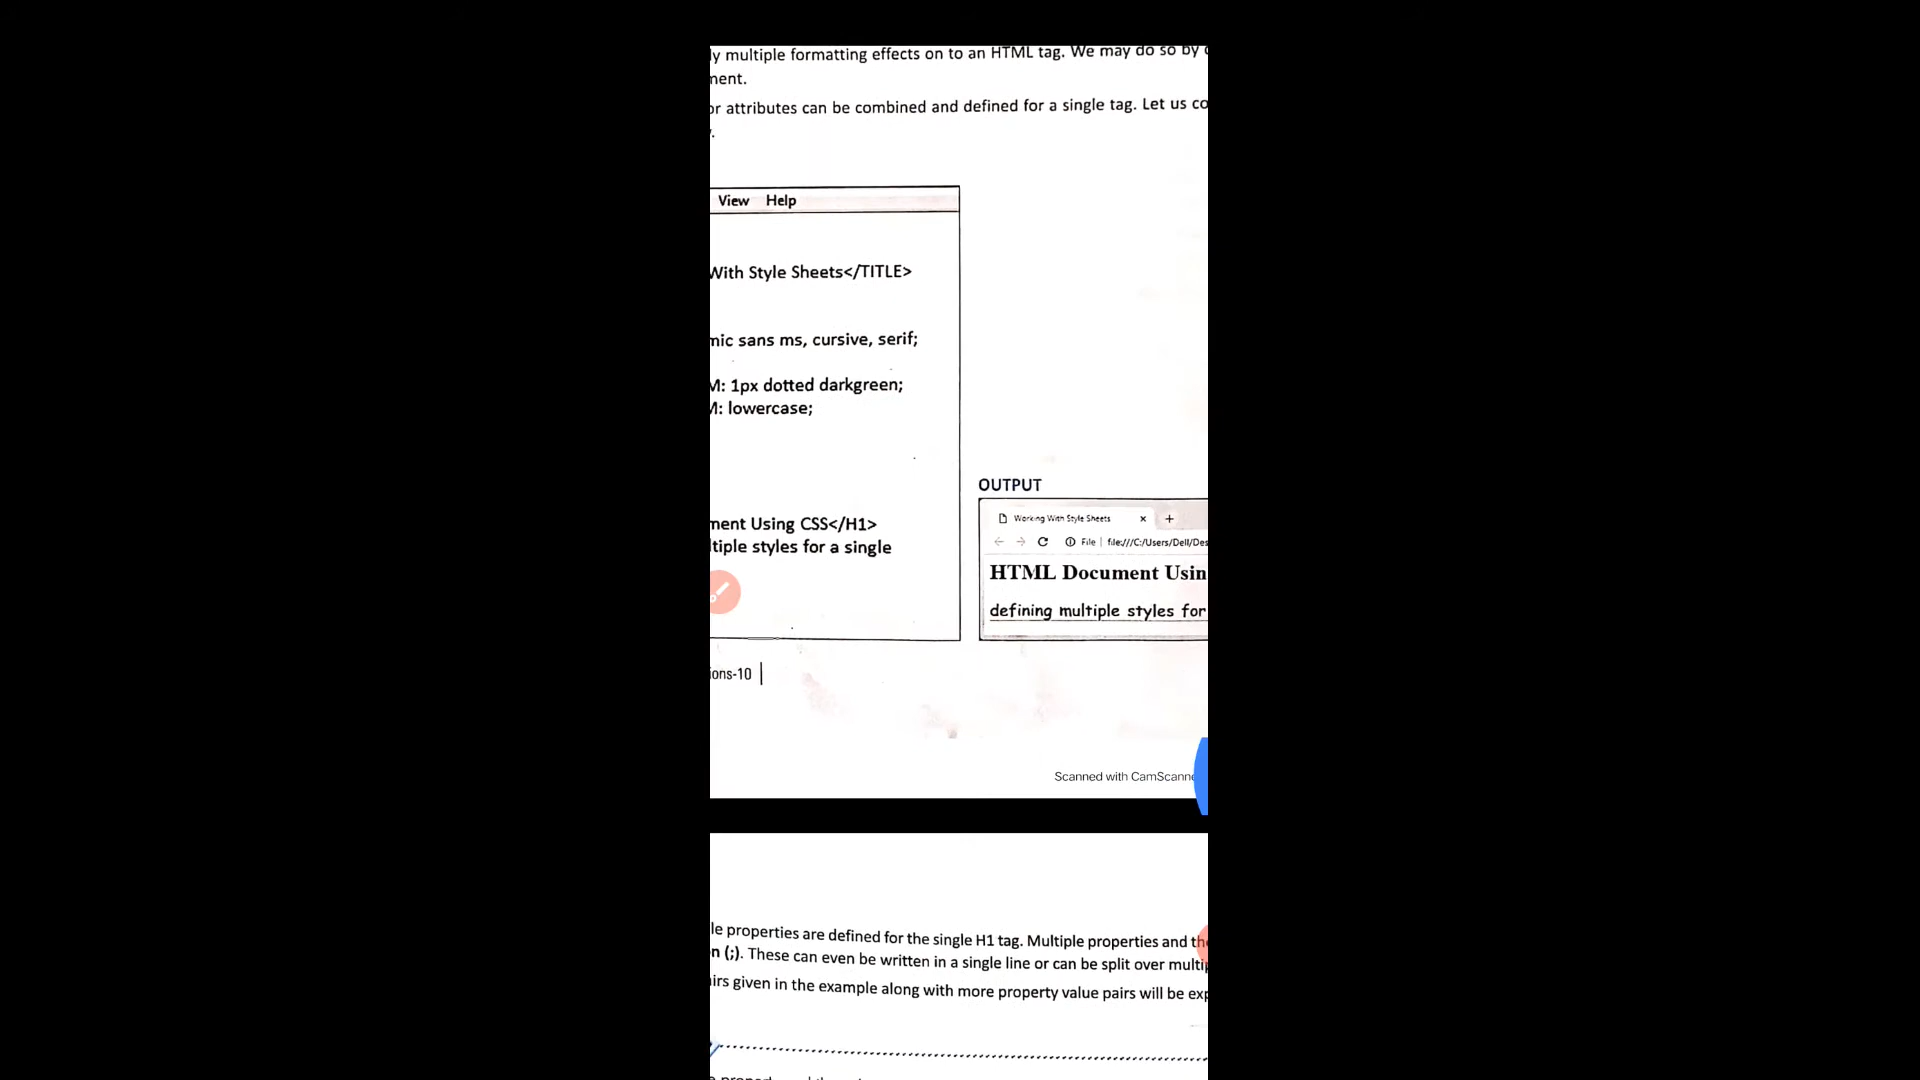 ly multiple formatting effects on to an HTML tag. We may do so by
ment.
or attributes can be combined and defined for a single tag. Let us co
View Help
With Style Sheets</TITLE>
mic sans ms, cursive, serif;
M: 1px dotted darkgreen;
M: lowercase;
ment Using CSS</H1>
ltiple styles for a single
OUTPUT
Working With Style Sheets × +
File | file:///C:/Users/Dell/Des
HTML Document Usin
defining multiple styles for
ions-10
Scanned with CamScanne
le properties are defined for the single H1 tag. Multiple properties and th
n (;). These can even be written in a single line or can be split over multip
irs given in the example along with more property value pairs will be exp